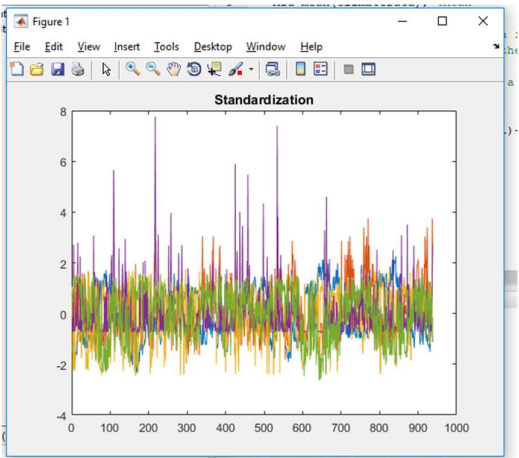 Figure 1
File Edit View Insert Tools Desktop Window Help
Standardization
8
6
4
2
0
-2
-4
0 100 200 300 400 500 600 700 800 900 1000